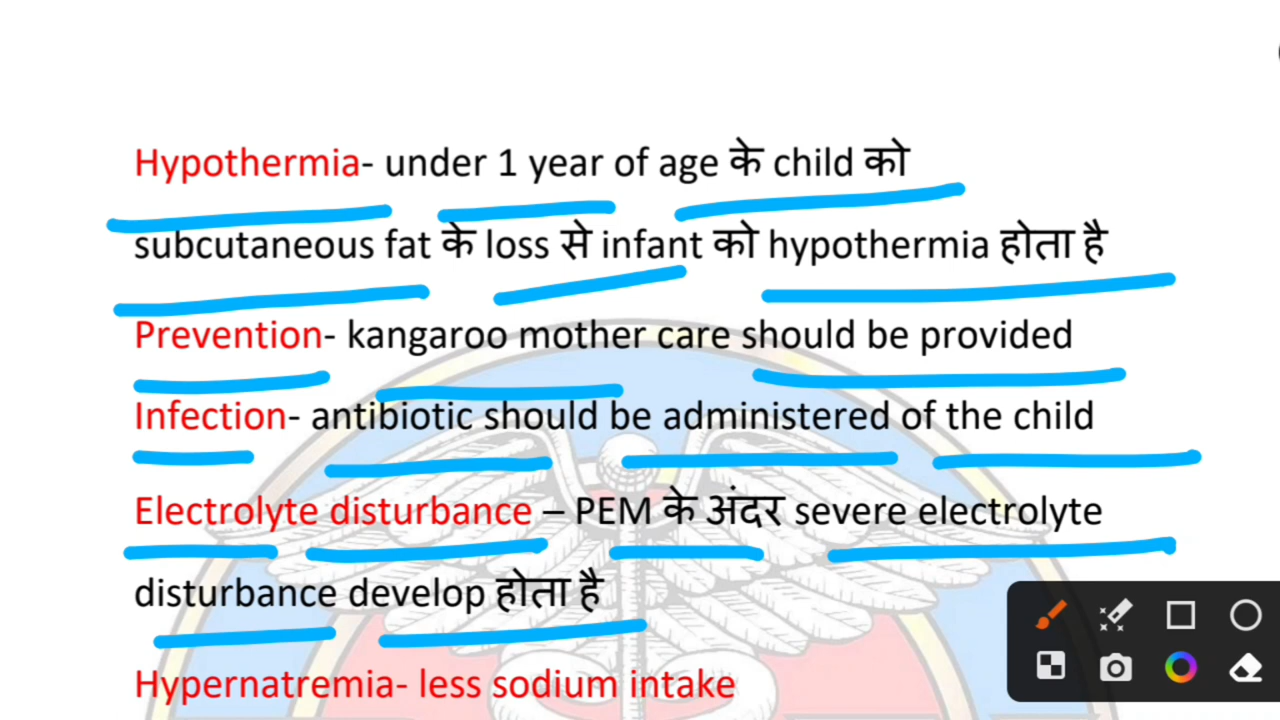 Hypothermia- under 1 year of age के child को
subcutaneous fat के loss से infant को hypothermia होता है
Prevention- kangaroo mother care should be provided
Infection- antibiotic should be administered of the child
Electrolyte disturbance – PEM के अंदर severe electrolyte
disturbance develop होता है
Hypernatremia- less sodium intake